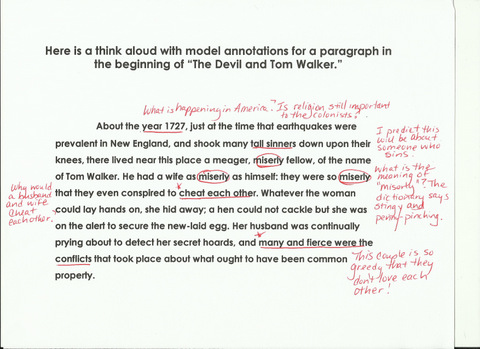 Here is a think aloud with model annotations for a paragraph in
the beginning of “The Devil and Tom Walker.”
What is happening in America? Is religion still important
to the colonists?
About the year 1727, just at the time that earthquakes were
prevalent in New England, and shook many tall sinners down upon their
knees, there lived near this place a meager, miserly fellow, of the name
of Tom Walker. He had a wife as miserly as himself: they were so miserly
that they even conspired to cheat each other. Whatever the woman
could lay hands on, she hid away; a hen could not cackle but she was
on the alert to secure the new-laid egg. Her husband was continually
prying about to detect her secret hoards, and many and fierce were the
conflicts that took place about what ought to have been common
property.
I predict this
will be about
someone who
sins.
What is the
meaning of
"miserly"? The
dictionary says
stingy and
penny-pinching.
Why would
a husband
and wife
cheat
each other.
This couple is so
greedy that they
don't love each
other!